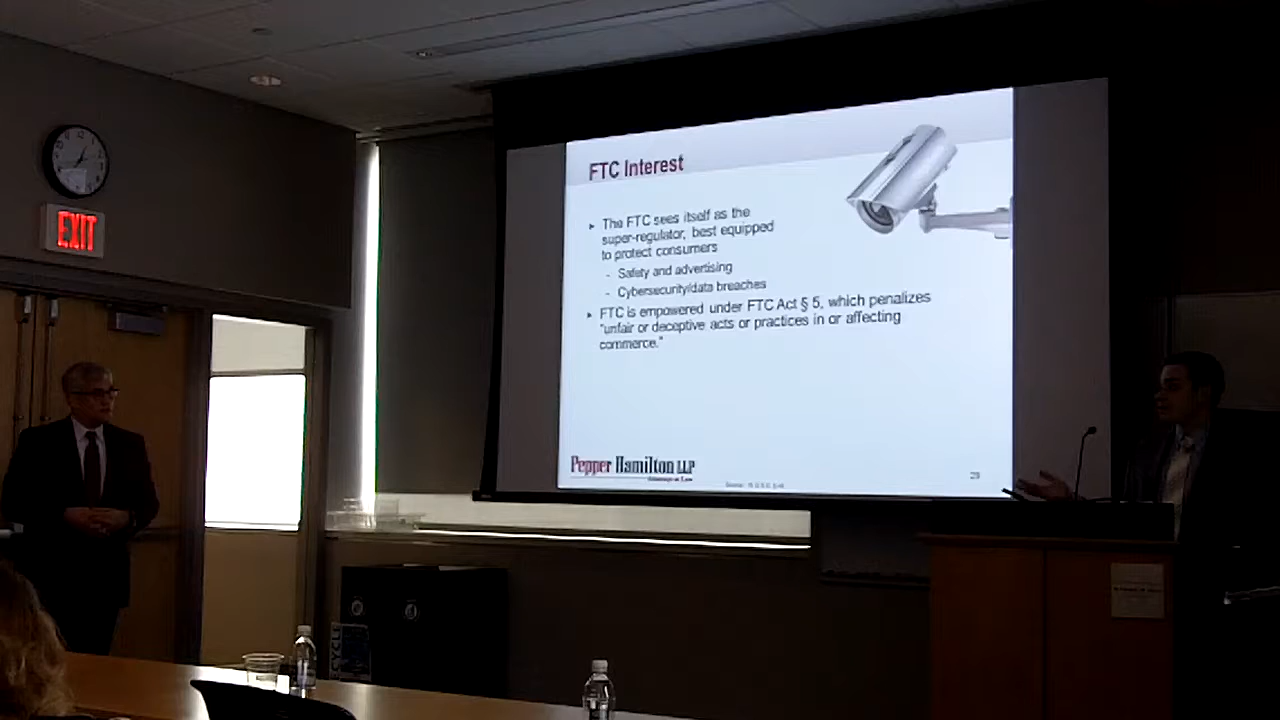 EXIT
FTC Interest
The FTC sees itself as the
super-regulator, best equipped
to protect consumers
- Safety and advertising
- Cybersecurity/data breaches
FTC is empowered under FTC Act § 5, which penalizes
"unfair or deceptive acts or practices in or affecting
commerce."
Pepper Hamilton LLP
Attorneys at Law
CYCLE